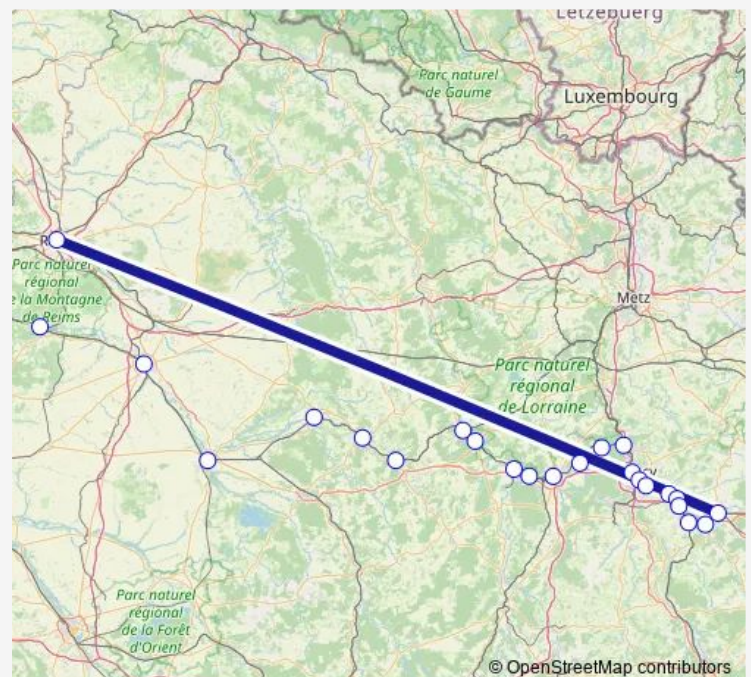 Lëtzebuerg
Parc naturel
de Gaume
Luxembourg
Parc naturel
régional
de la Montagne
de Reims
Metz
Parc naturel
régional
de Lorraine
Parc naturel
régional
de la Forêt
d'Orient
© OpenStreetMap contributors